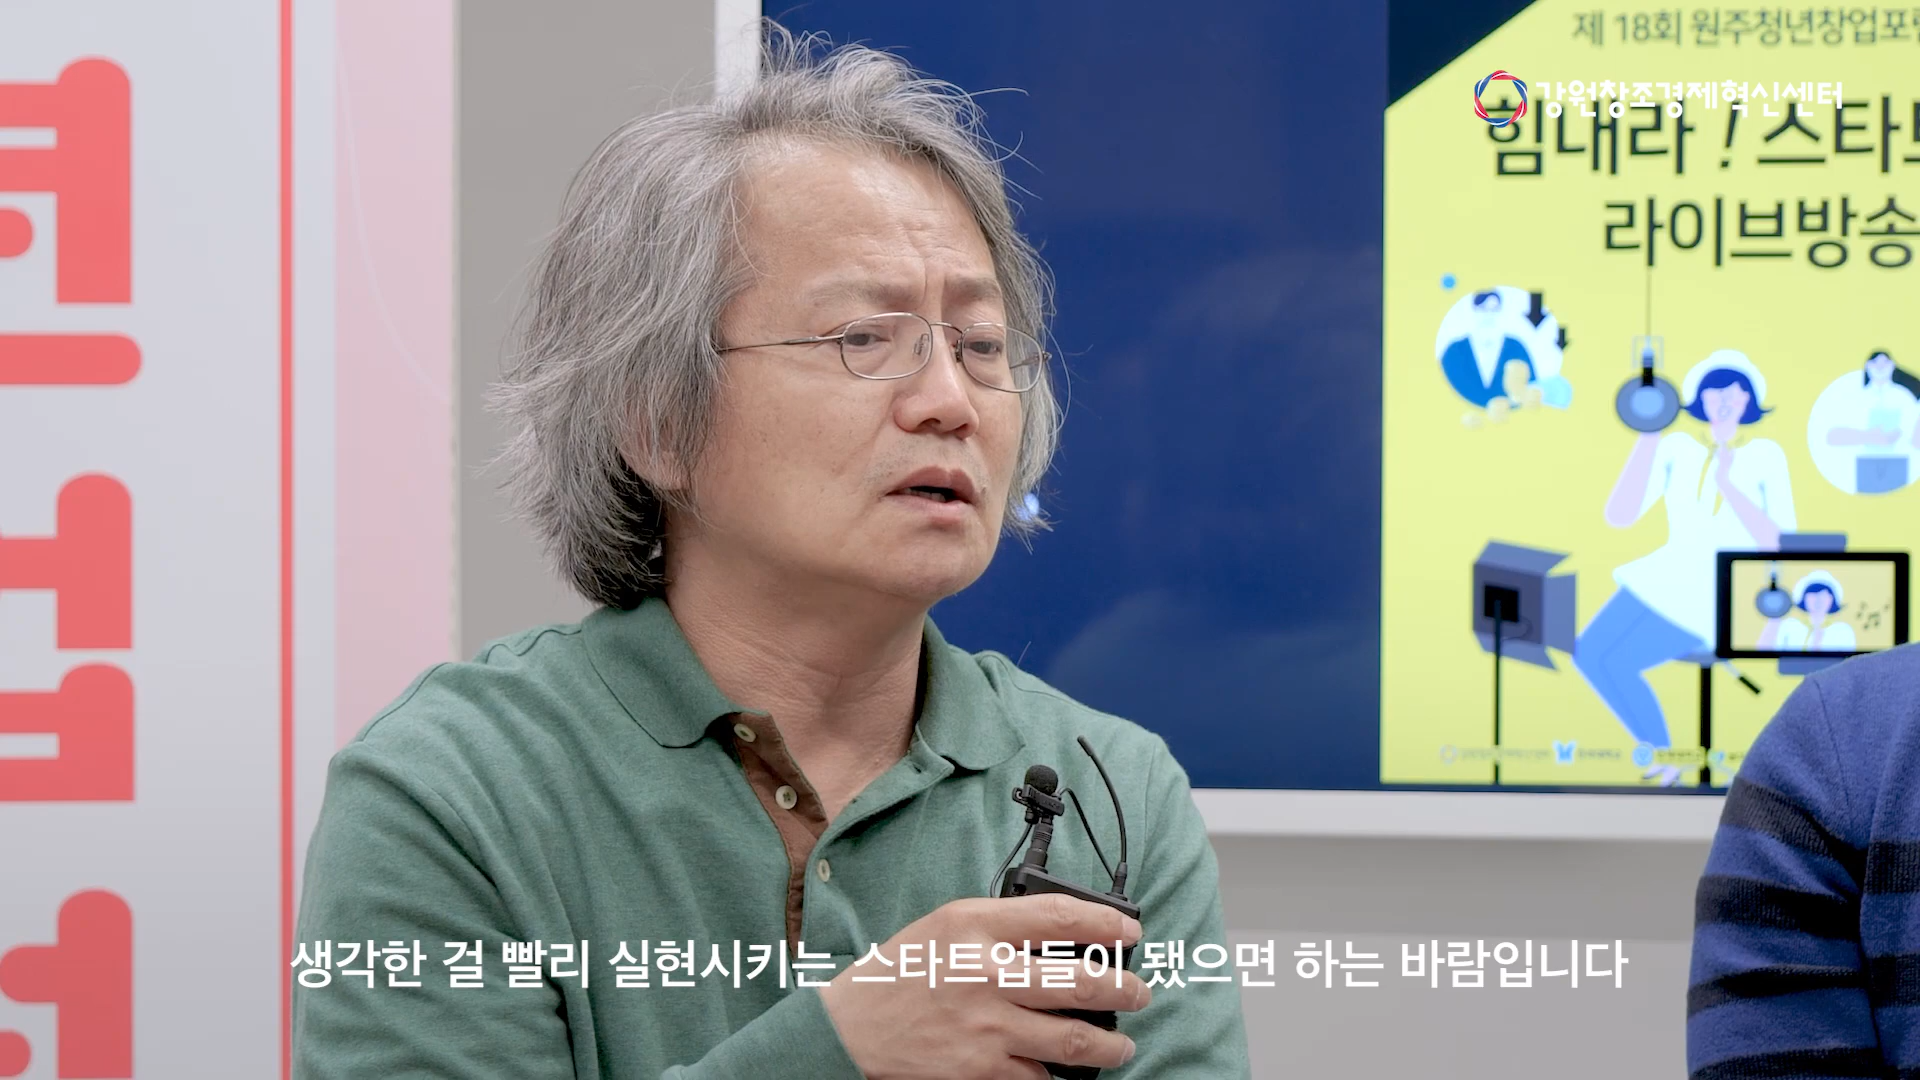 제 18회 원주청년창업포럼
강원창조경제혁신센터
힘내라 ! 스타트
라이브방송
생각한 걸 빨리 실현시키는 스타트업들이 됐으면 하는 바람입니다